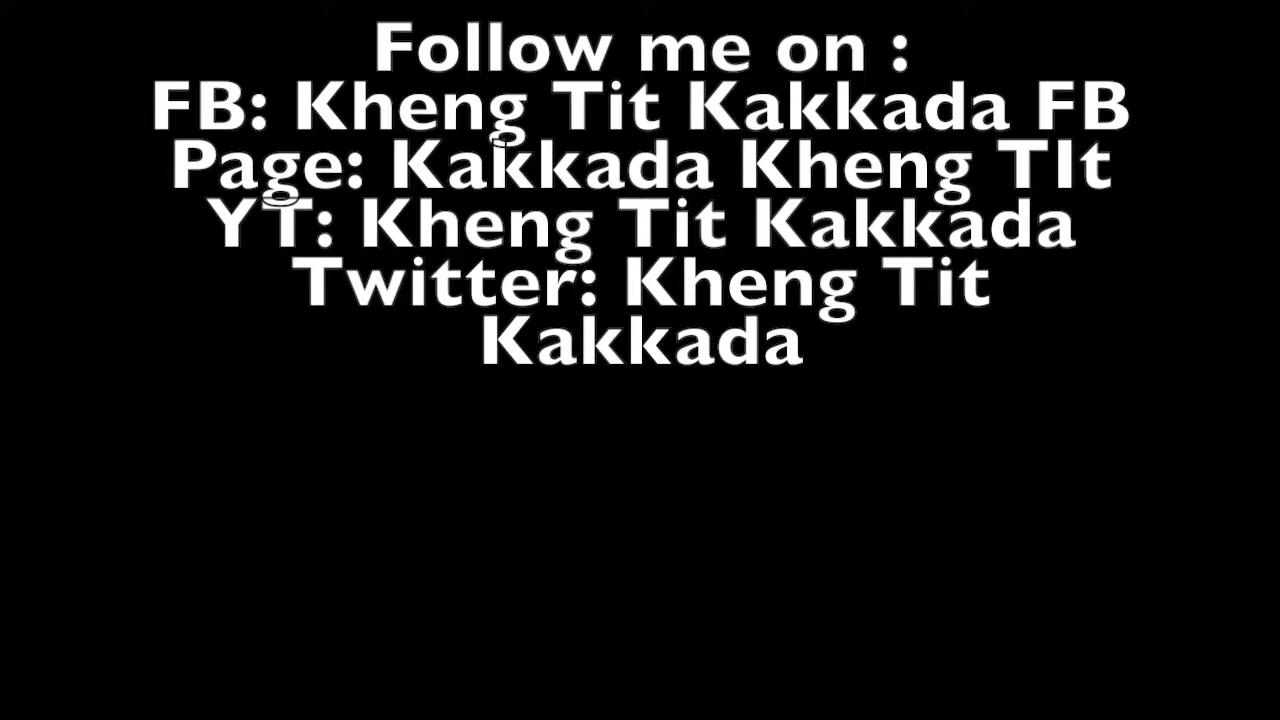 Follow me on :
FB: Kheng Tit Kakkada FB
Page: Kakkada Kheng TIt
YT: Kheng Tit Kakkada
Twitter: Kheng Tit
Kakkada